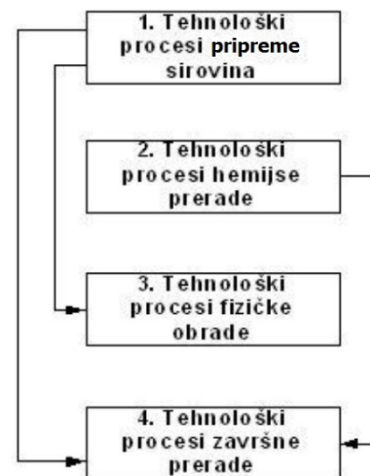 1. Tehnološki
procesi pripreme
sirovina
2. Tehnološki
procesi hemijse
prerade
3. Tehnološki
procesi fizičke
obrade
4. Tehnološki
procesi završne
prerade